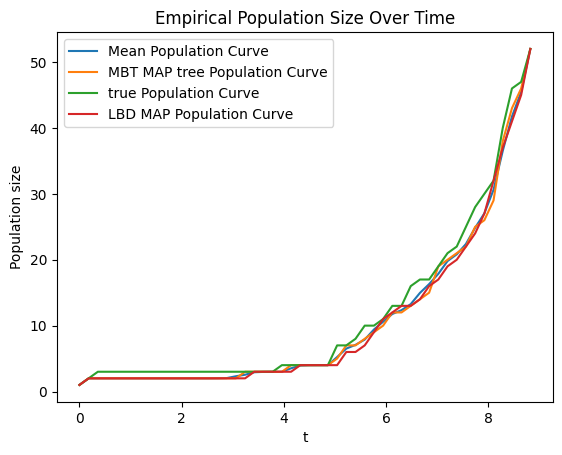 Empirical Population Size Over Time
Mean Population Curve
MBT MAP tree Population Curve
true Population Curve
LBD MAP Population Curve
Population size
50
40
30
20
10
0
0 2 4 6 8
t